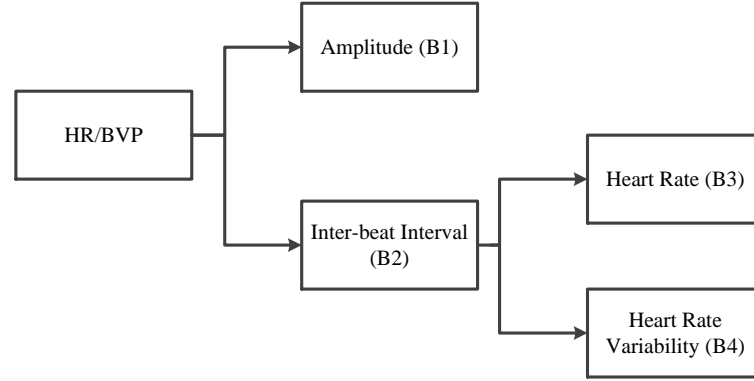 Amplitude (B1)
HR/BVP
Heart Rate (B3)
Inter-beat Interval
(B2)
Heart Rate
Variability (B4)